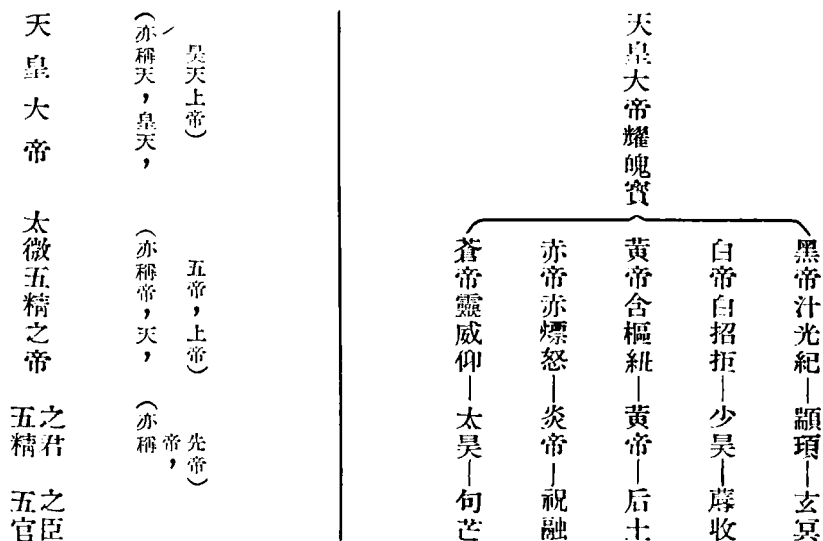 天皇大帝
(亦稱天,皇天,
昊天上帝)
太微五精之帝
(亦稱帝,天,
五帝,上帝)
五精
之君
(亦稱
帝,
先帝)
五官
之臣
天皇大帝耀魄寶
蒼帝靈威仰—太昊—句芒
赤帝赤熛怒—炎帝—祝融
黃帝含樞紐—黃帝—后土
白帝白招拒—少昊—蓐收
黑帝汁光紀—顓頊—玄冥